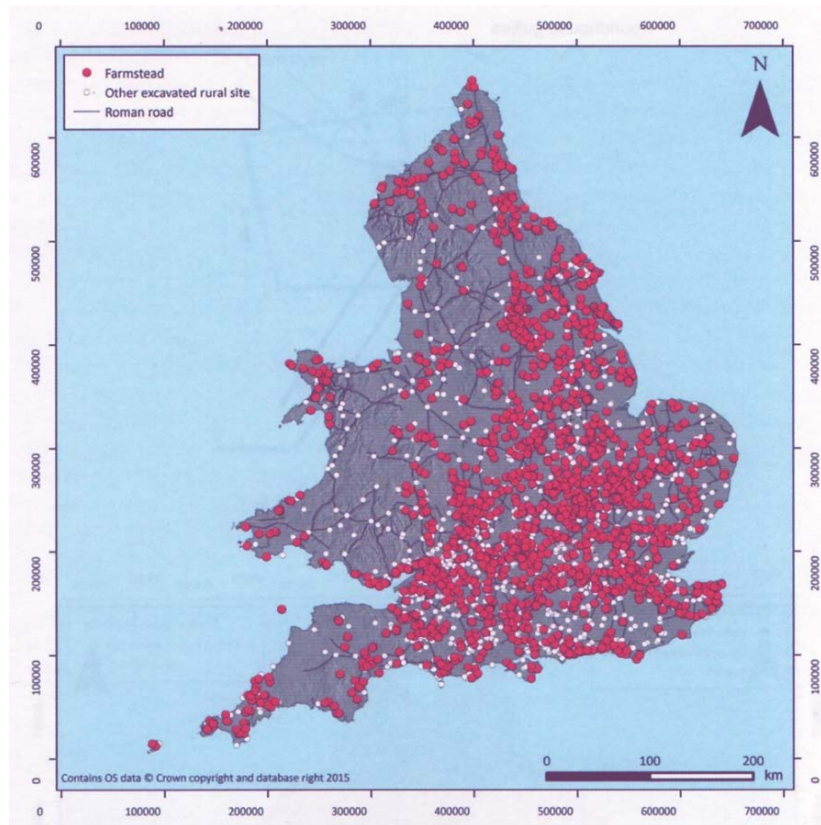 0 100000 200000 300000 400000 500000 600000 700000
N
Farmstead
Other excavated rural site
Roman road
600000
500000
400000
300000
200000
100000
0
600000
500000
400000
300000
200000
100000
0
0 100 200
km
Contains OS data © Crown copyright and database right 2015
0 100000 200000 300000 400000 500000 600000 700000